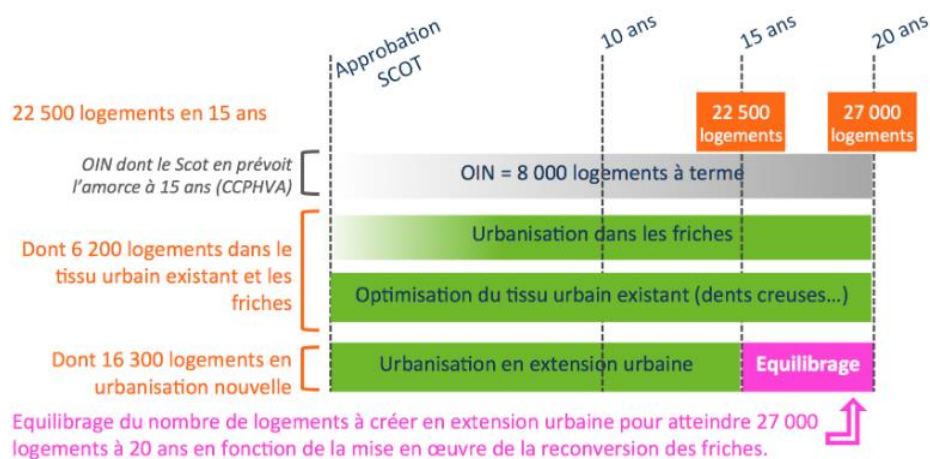 Approbation
SCOT
10 ans
15 ans
20 ans
22 500 logements en 15 ans
22 500
logements
27 000
logements
OIN dont le Scot en prévoit
l'amorce à 15 ans (CCPHVA)
OIN = 8 000 logements à terme
Dont 6 200 logements dans le
tissu urbain existant et les
friches
Urbanisation dans les friches
Optimisation du tissu urbain existant (dents creuses...)
Dont 16 300 logements en
urbanisation nouvelle
Urbanisation en extension urbaine
Equilibrage
Equilibrage du nombre de logements à créer en extension urbaine pour atteindre 27 000
logements à 20 ans en fonction de la mise en œuvre de la reconversion des friches.